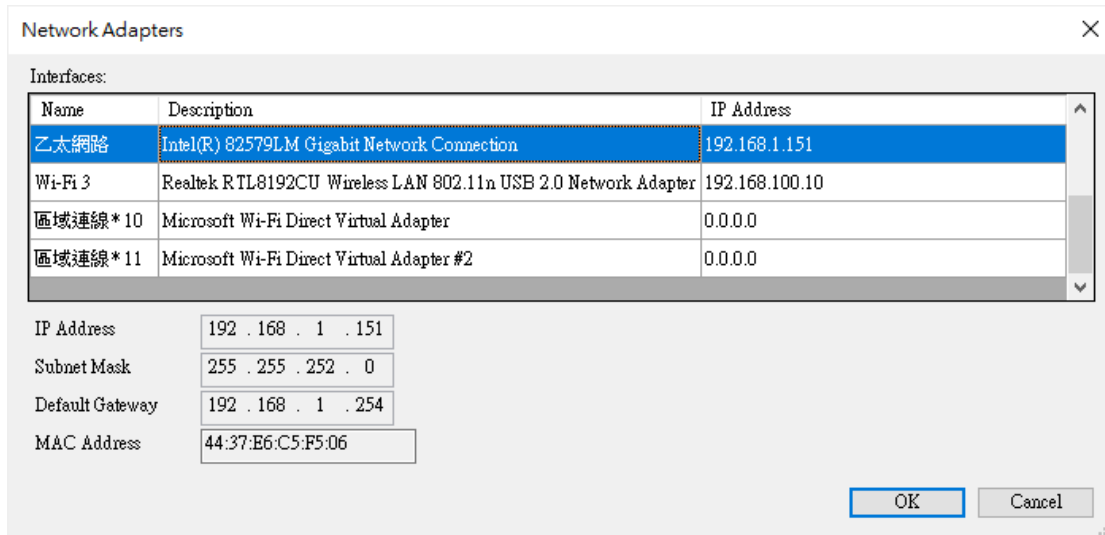 Network Adapters
Interfaces:
Name Description IP Address
乙太網路 Intel(R) 82579LM Gigabit Network Connection 192.168.1.151
Wi-Fi 3 Realtek RTL8192CU Wireless LAN 802.11n USB 2.0 Network Adapter 192.168.100.10
區域連線*10 Microsoft Wi-Fi Direct Virtual Adapter 0.0.0.0
區域連線*11 Microsoft Wi-Fi Direct Virtual Adapter #2 0.0.0.0
IP Address 192 . 168 . 1 . 151
Subnet Mask 255 . 255 . 252 . 0
Default Gateway 192 . 168 . 1 . 254
MAC Address 44:37:E6:C5:F5:06
OK Cancel